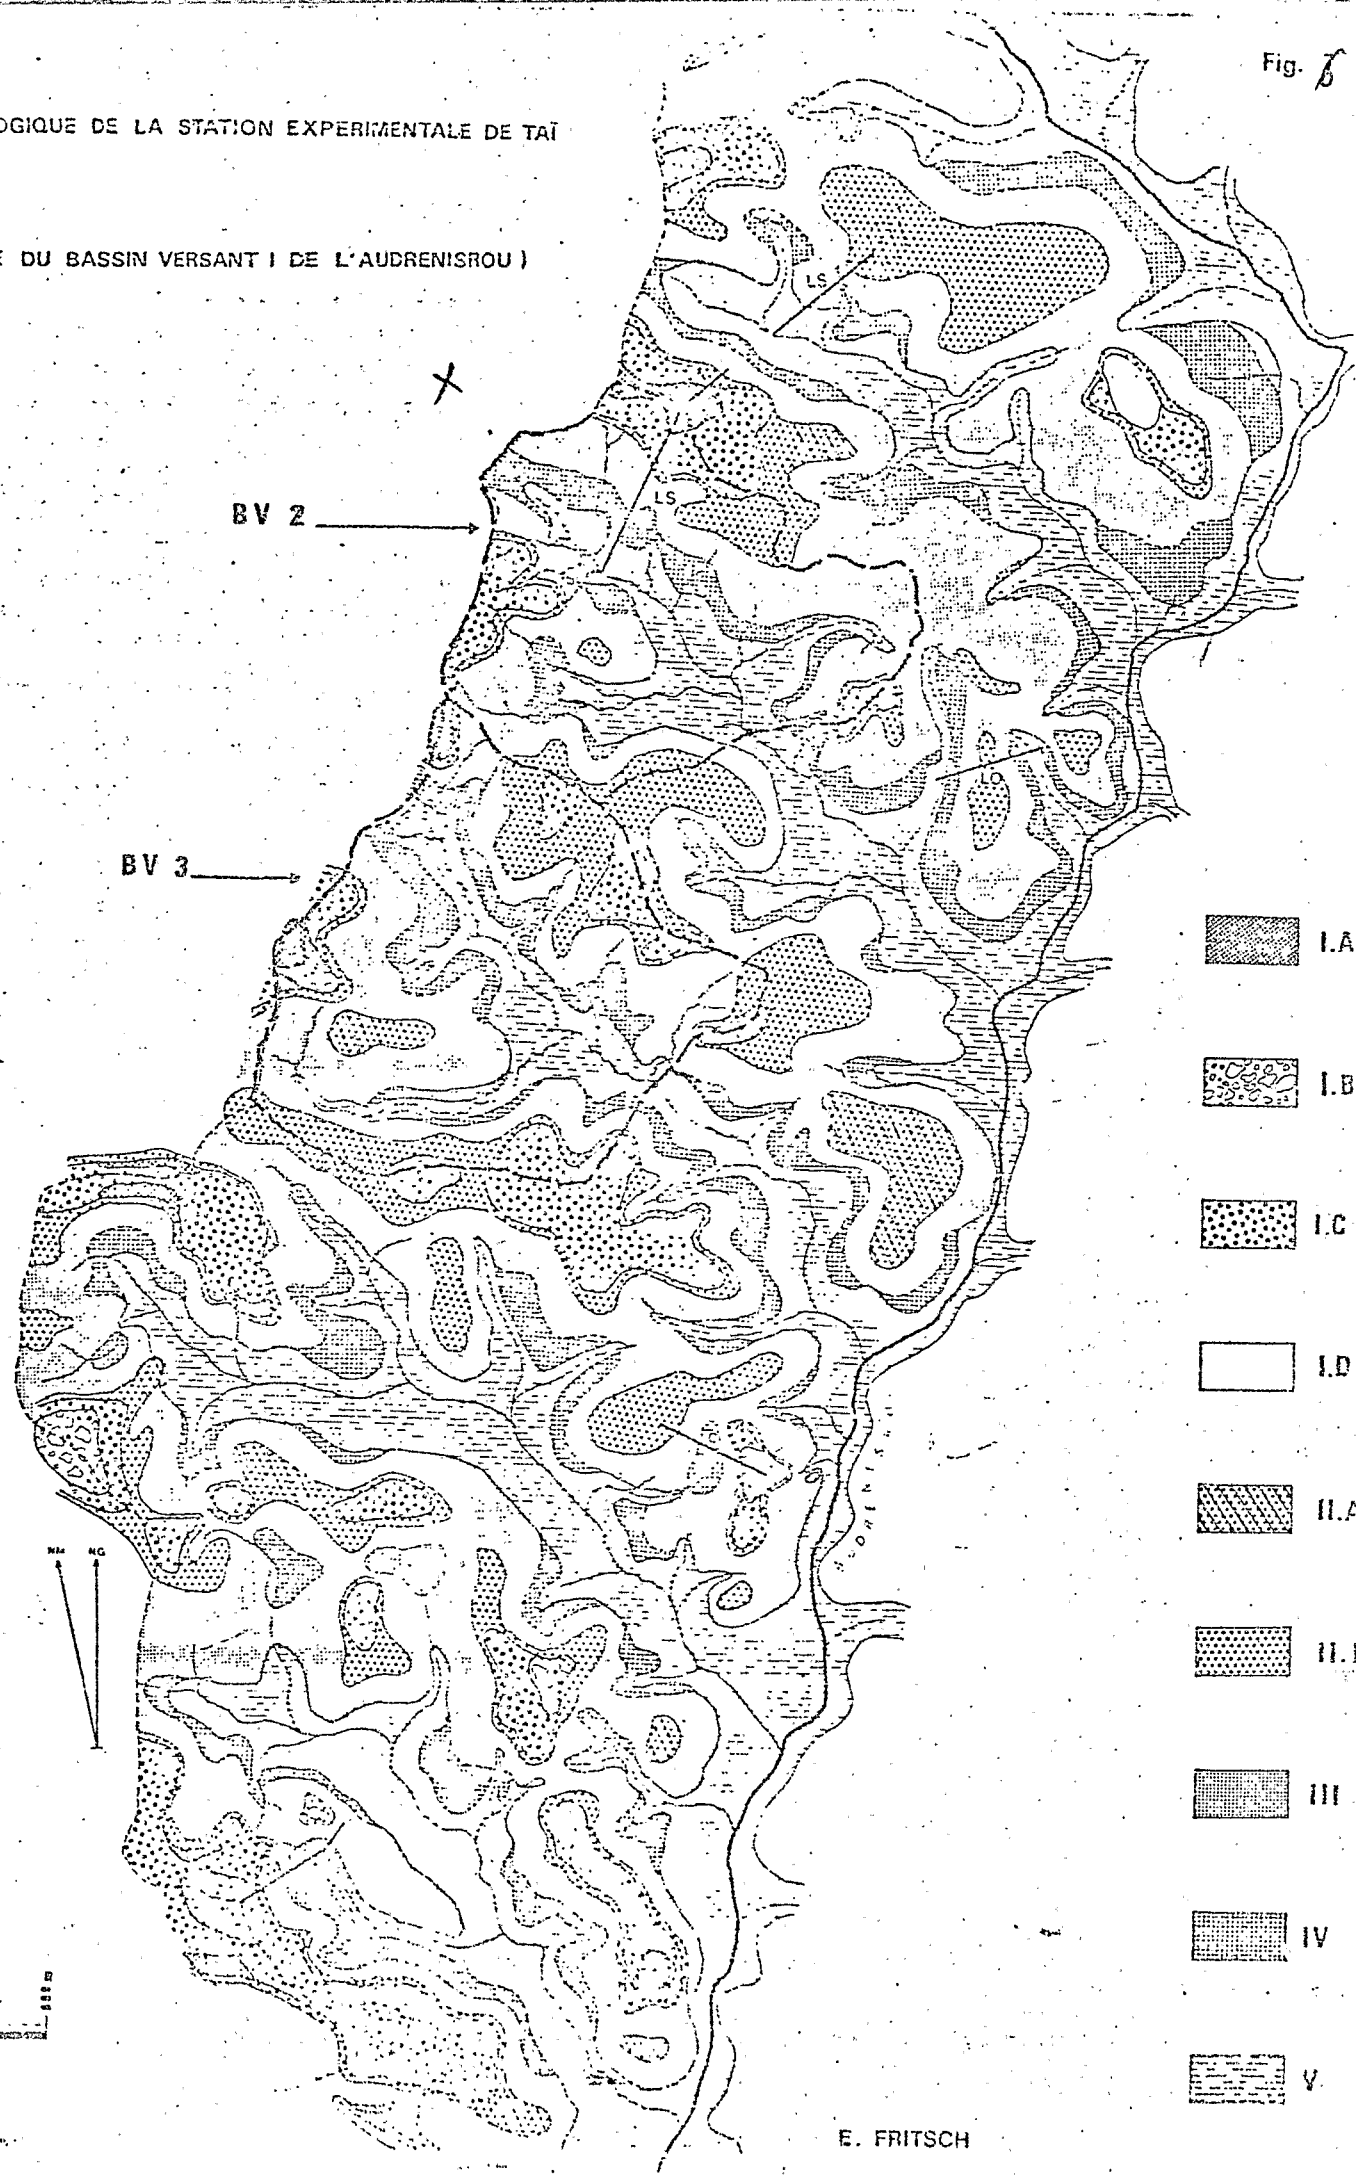 Fig. 6
OGIQUE DE LA STATION EXPERIMENTALE DE TAÏ
DU BASSIN VERSANT I DE L'AUDRENISROU )
LS
BV 2
LS
LO
BV 3
I.A
I.B
I.C
I.D
II.A
NM NG
II.
III
IV
V
E. FRITSCH